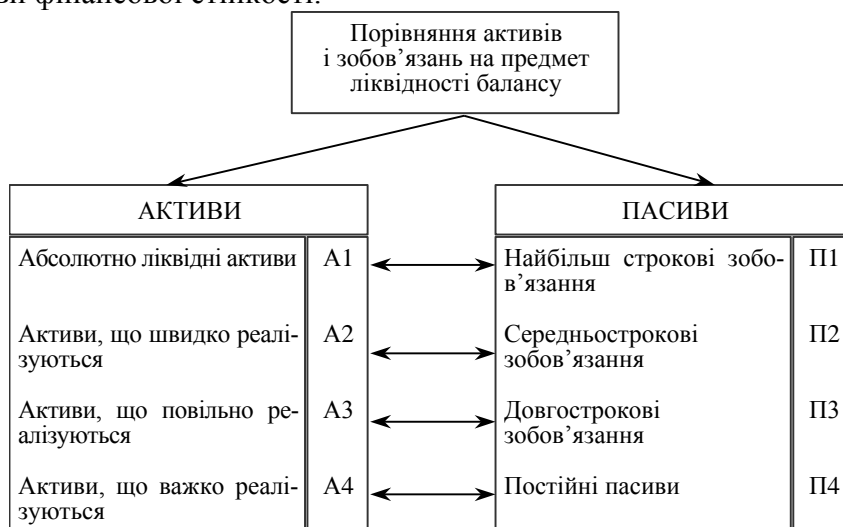 фінансової стійкості.
Порівняння активів
і зобов’язань на предмет
ліквідності балансу
АКТИВИ
ПАСИВИ
Абсолютно ліквідні активи А1
Найбільш строкові зобо-
в’язання
П1
Активи, що швидко реалі-
зуються
А2
Середньострокові
зобов’язання
П2
Активи, що повільно ре-
алізуються
А3
Довгострокові
зобов’язання
П3
Активи, що важко реалі-
зуються
А4
Постійні пасиви П4